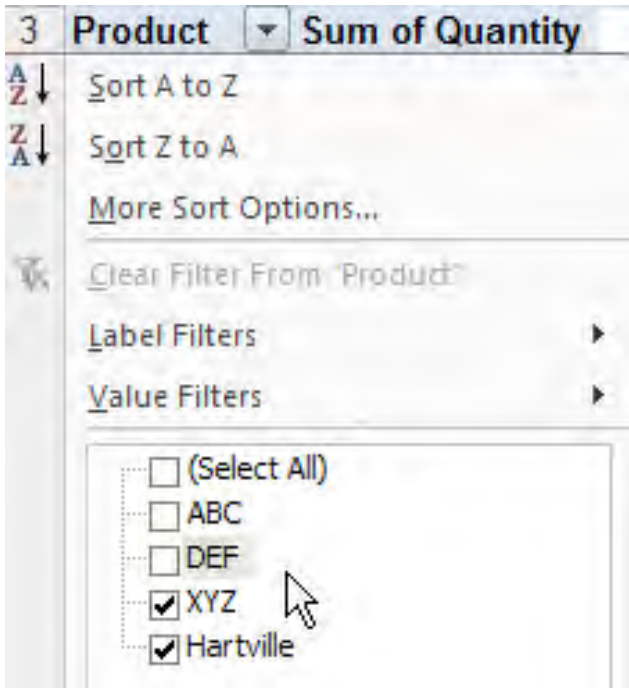 3 Product Sum of Quantity
A Z Sort A to Z
Z A Sort Z to A
More Sort Options...
Clear Filter From "Product"
Label Filters
Value Filters
(Select All)
ABC
DEF
XYZ
Hartville